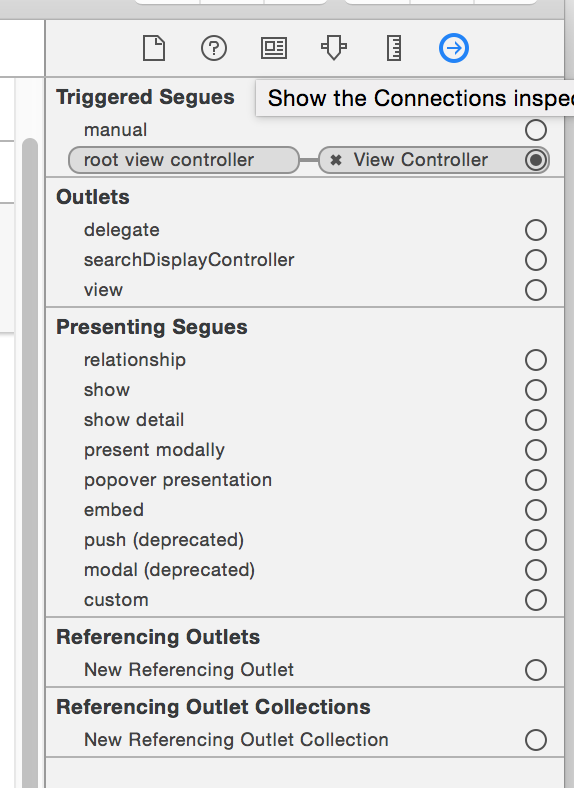 Triggered Segues
Show the Connections inspe
manual
root view controller
View Controller
Outlets
delegate
searchDisplayController
view
Presenting Segues
relationship
show
show detail
present modally
popover presentation
embed
push (deprecated)
modal (deprecated)
custom
Referencing Outlets
New Referencing Outlet
Referencing Outlet Collections
New Referencing Outlet Collection